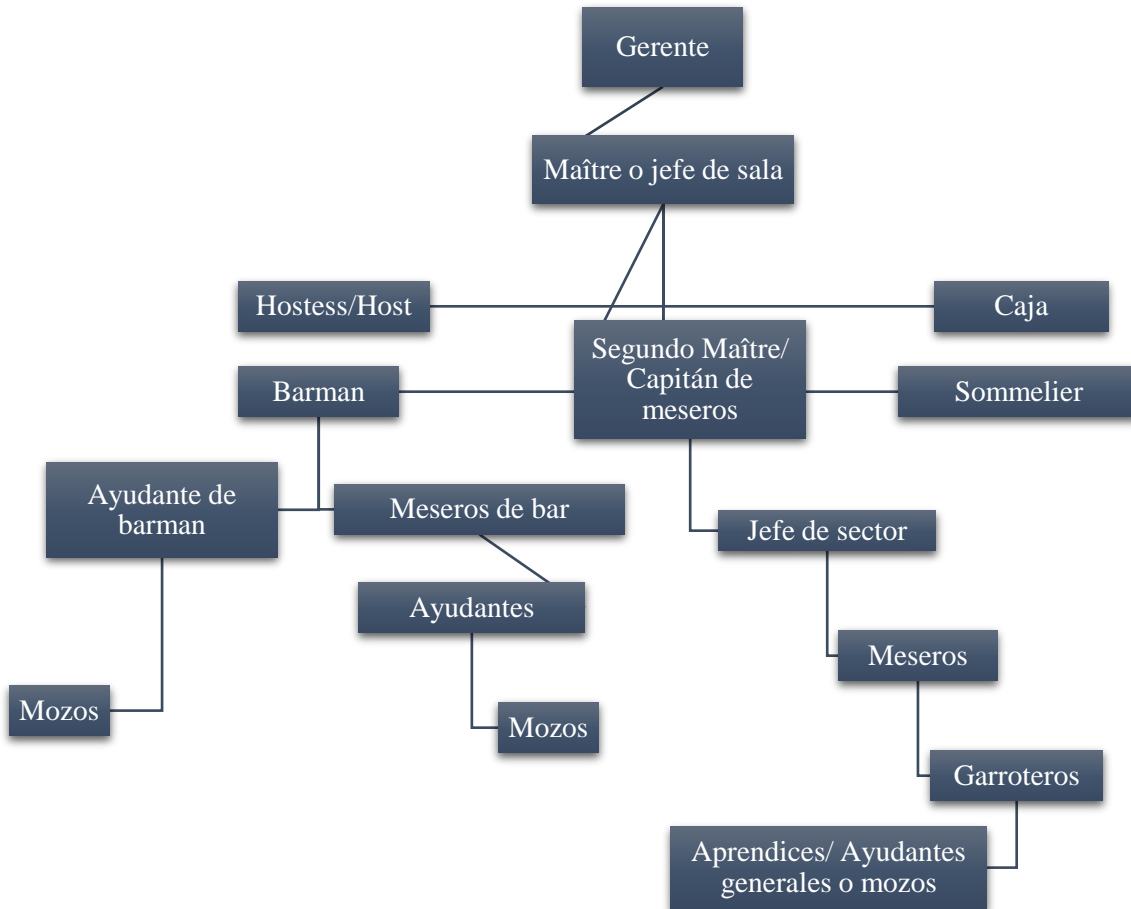 Gerente
Maître o jefe de sala
Hostess/Host
Caja
Segundo Maître/
Capitán de
meseros
Barman
Sommelier
Ayudante de
barman
Meseros de bar
Jefe de sector
Ayudantes
Meseros
Mozos
Mozos
Garroteros
Aprendices/ Ayudantes
generales o mozos